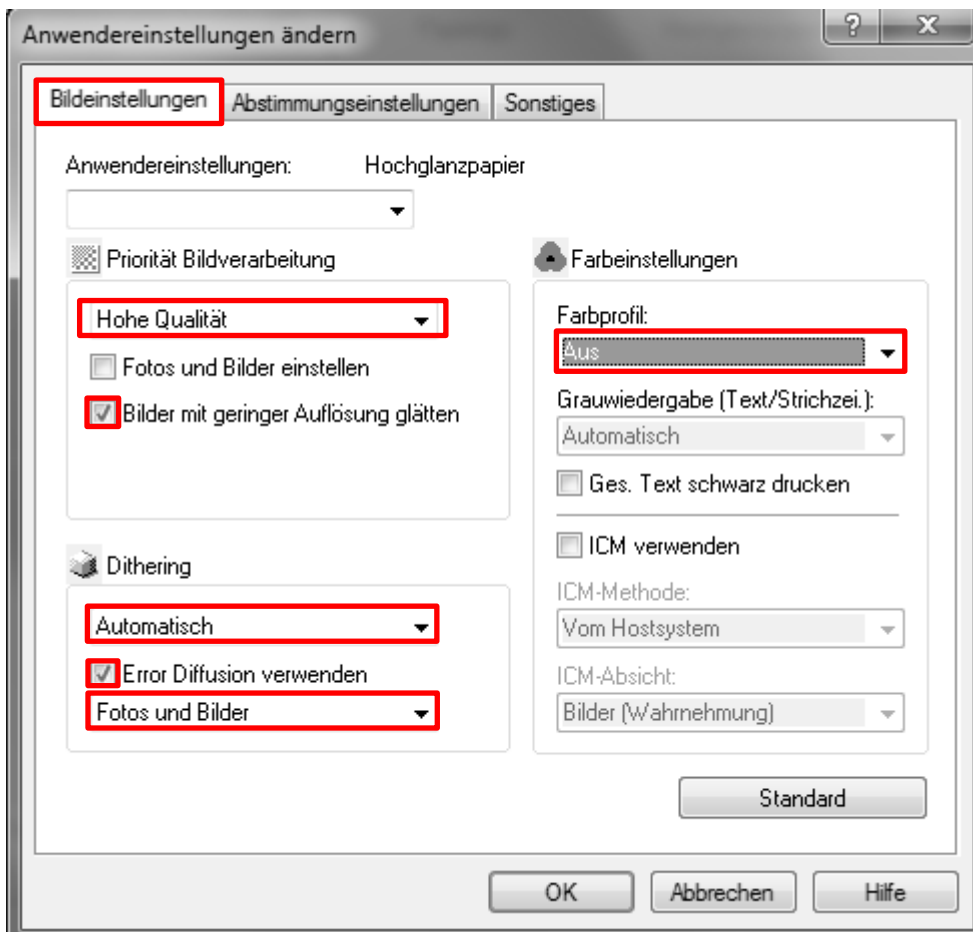 Anwendereinstellungen ändern
Bildeinstellungen Abstimmungseinstellungen Sonstiges
Anwendereinstellungen: Hochglanzpapier
Priorität Bildverarbeitung
Hohe Qualität
Fotos und Bilder einstellen
Bilder mit geringer Auflösung glätten
Dithering
Automatisch
Error Diffusion verwenden
Fotos und Bilder
Farbeinstellungen
Farbprofil:
Aus
Grauwiedergabe (Text/Strichzei.):
Automatisch
Ges. Text schwarz drucken
ICM verwenden
ICM-Methode:
Vom Hostsystem
ICM-Absicht:
Bilder (Wahrnehmung)
Standard
OK Abbrechen Hilfe